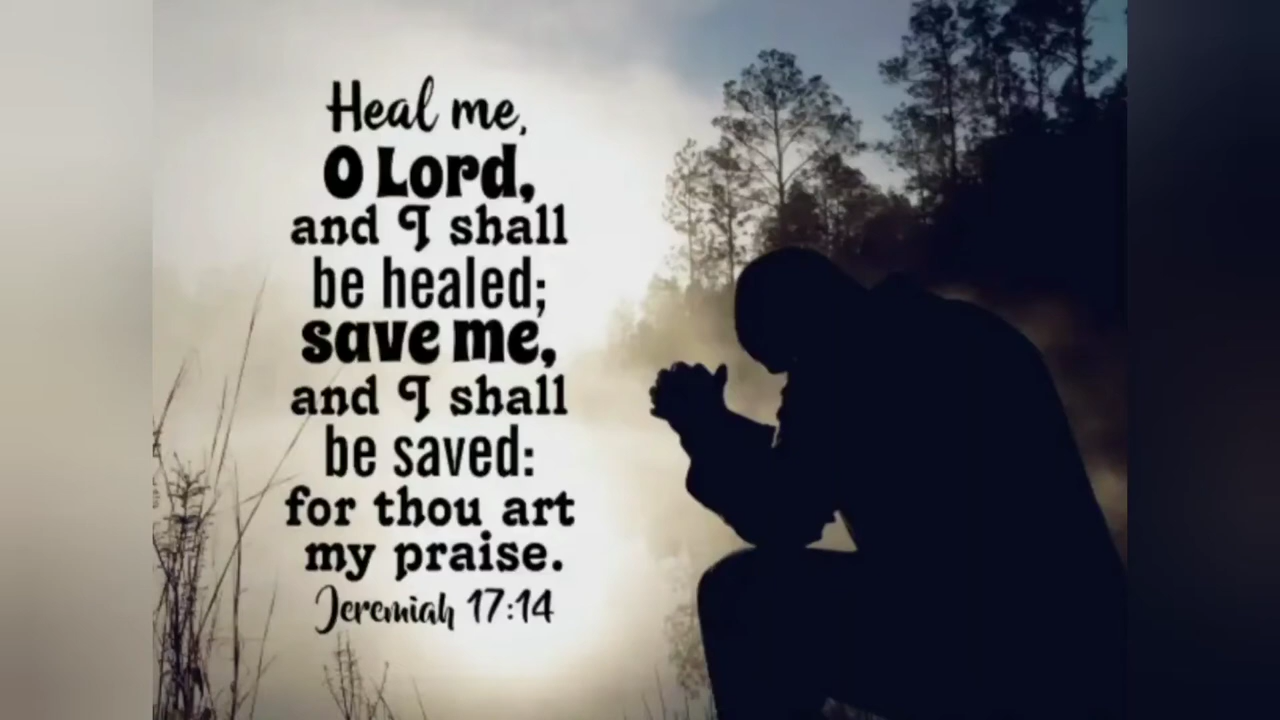 Heal me,
O Lord,
and I shall
be healed;
save me,
and I shall
be saved:
for thou art
my praise.
Jeremiah 17:14